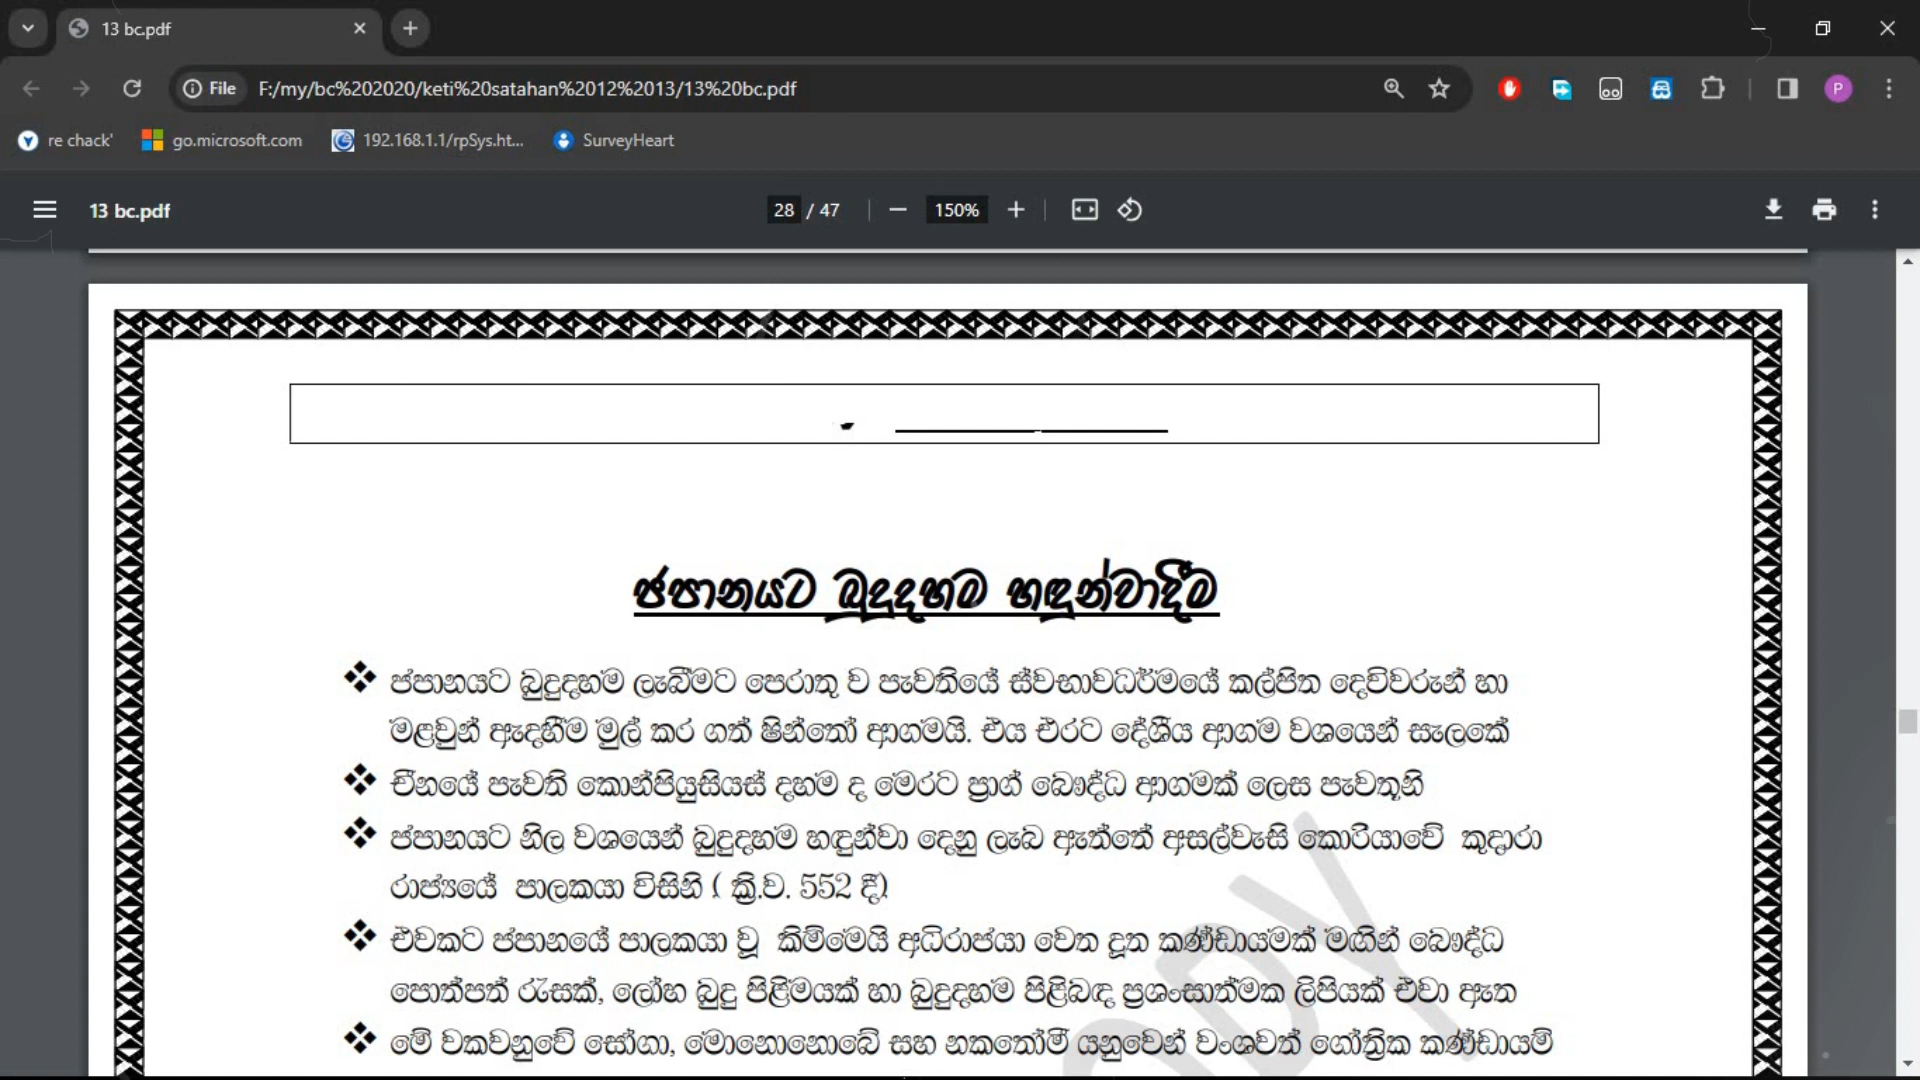 13 bc.pdf
File F:/my/bc%202020/keti%20satahan%2012%2013/13%20bc.pdf
P
re chack' go.microsoft.com 192.168.1.1/rpSys.ht... SurveyHeart
13 bc.pdf 28 / 47 150%
ජපානයට බුදුදහම හඳුන්වාදීම
ජපානයට බුදුදහම ලැබීමට පෙරාතුව පැවතියේ ස්වභාවධර්මයේ කල්පිත දෙවිවරුන් හා
මළවුන් ඇදහීම මුල් කර ගත් ෂින්තෝ ආගමයි. එය එරට දේශීය ආගම වශයෙන් සැලකේ
චීනයේ පැවති කොන්පියුසියස් දහම ද මෙරට ප්‍රාග් බෞද්ධ ආගමක් ලෙස පැවතුනි
ජපානයට නිල වශයෙන් බුදුදහම හඳුන්වා දෙනු ලැබ ඇත්තේ අසල්වැසි කොරියාවේ කුදාරා
රාජ්‍යයේ පාලකයා විසිනි ( ක්‍රි.ව. 552 දී)
එවකට ජපානයේ පාලකයා වූ කිම්මෙයි අධිරාජයා වෙත දූත කණ්ඩායමක් මඟින් බෞද්ධ
පොත්පත් රැසක්, ලෝහ බුදු පිළිමයක් හා බුදුදහම පිළිබඳ ප්‍රශංසාත්මක ලිපියක් එවා ඇත
මේ වකවනුවේ සෝගා, මොනොනොබේ සහ නකතෝමී යනුවෙන් වංශවත් ගෝත්‍රික කණ්ඩායම්